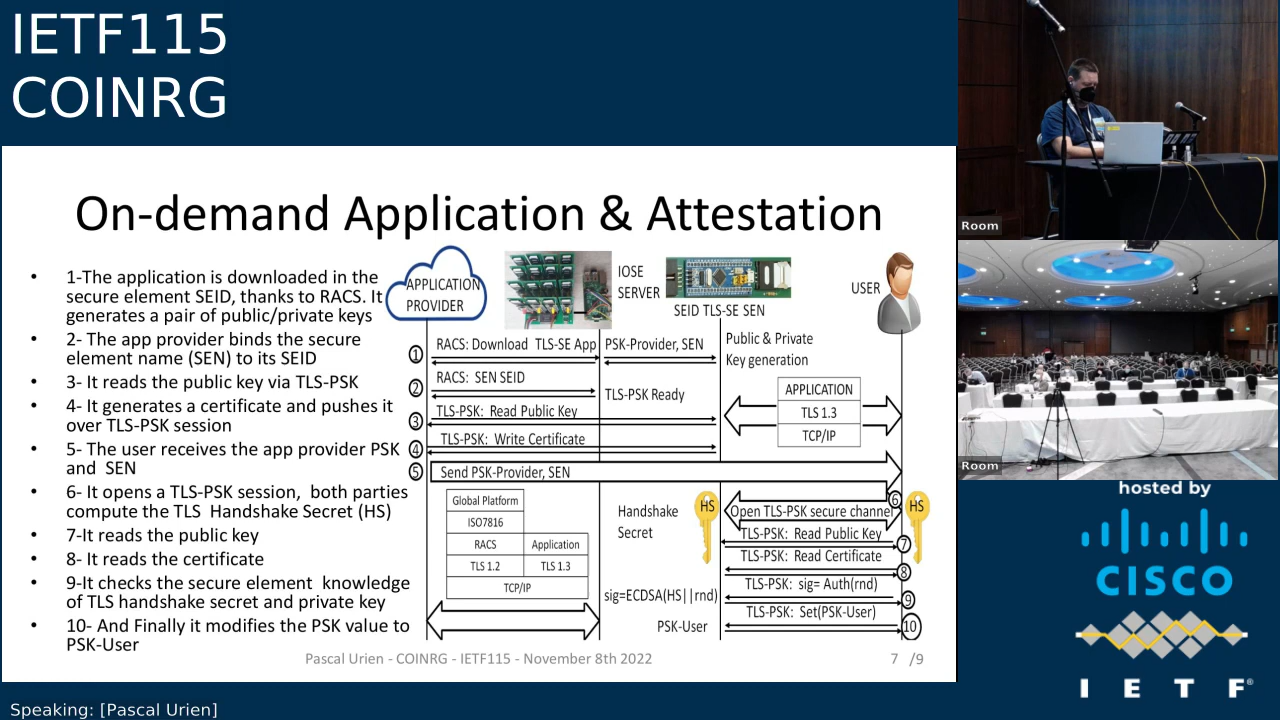 IETF115
COINRG
On-demand Application & Attestation
• 1-The application is downloaded in the
secure element SEID, thanks to RACS. It
generates a pair of public/private keys
• 2- The app provider binds the secure
element name (SEN) to its SEID
• 3- It reads the public key via TLS-PSK
• 4- It generates a certificate and pushes it
over TLS-PSK session
• 5- The user receives the app provider PSK
and SEN
• 6- It opens a TLS-PSK session, both parties
compute the TLS Handshake Secret (HS)
• 7-It reads the public key
• 8- It reads the certificate
• 9-It checks the secure element knowledge
of TLS handshake secret and private key
• 10- And Finally it modifies the PSK value to
PSK-User
APPLICATION
PROVIDER
IOSE
SERVER
SEID TLS-SE SEN
USER
1
RACS: Download TLS-SE App
PSK-Provider, SEN
Public & Private
Key generation
2
RACS: SEN SEID
TLS-PSK Ready
3
TLS-PSK: Read Public Key
4
TLS-PSK: Write Certificate
APPLICATION
TLS 1.3
TCP/IP
5
Send PSK-Provider, SEN
Global Platform
ISO7816
RACS
Application
TLS 1.2
TLS 1.3
TCP/IP
Handshake
Secret
HS
6
Open TLS-PSK secure channel
HS
TLS-PSK: Read Public Key
7
TLS-PSK: Read Certificate
8
sig=ECDSA(HS||rnd)
TLS-PSK: sig= Auth(rnd)
9
PSK-User
TLS-PSK: Set(PSK-User)
10
Pascal Urien - COINRG - IETF115 - November 8th 2022
7 /9
Speaking: [Pascal Urien]
Room
Room
hosted by
CISCO
I E T F®